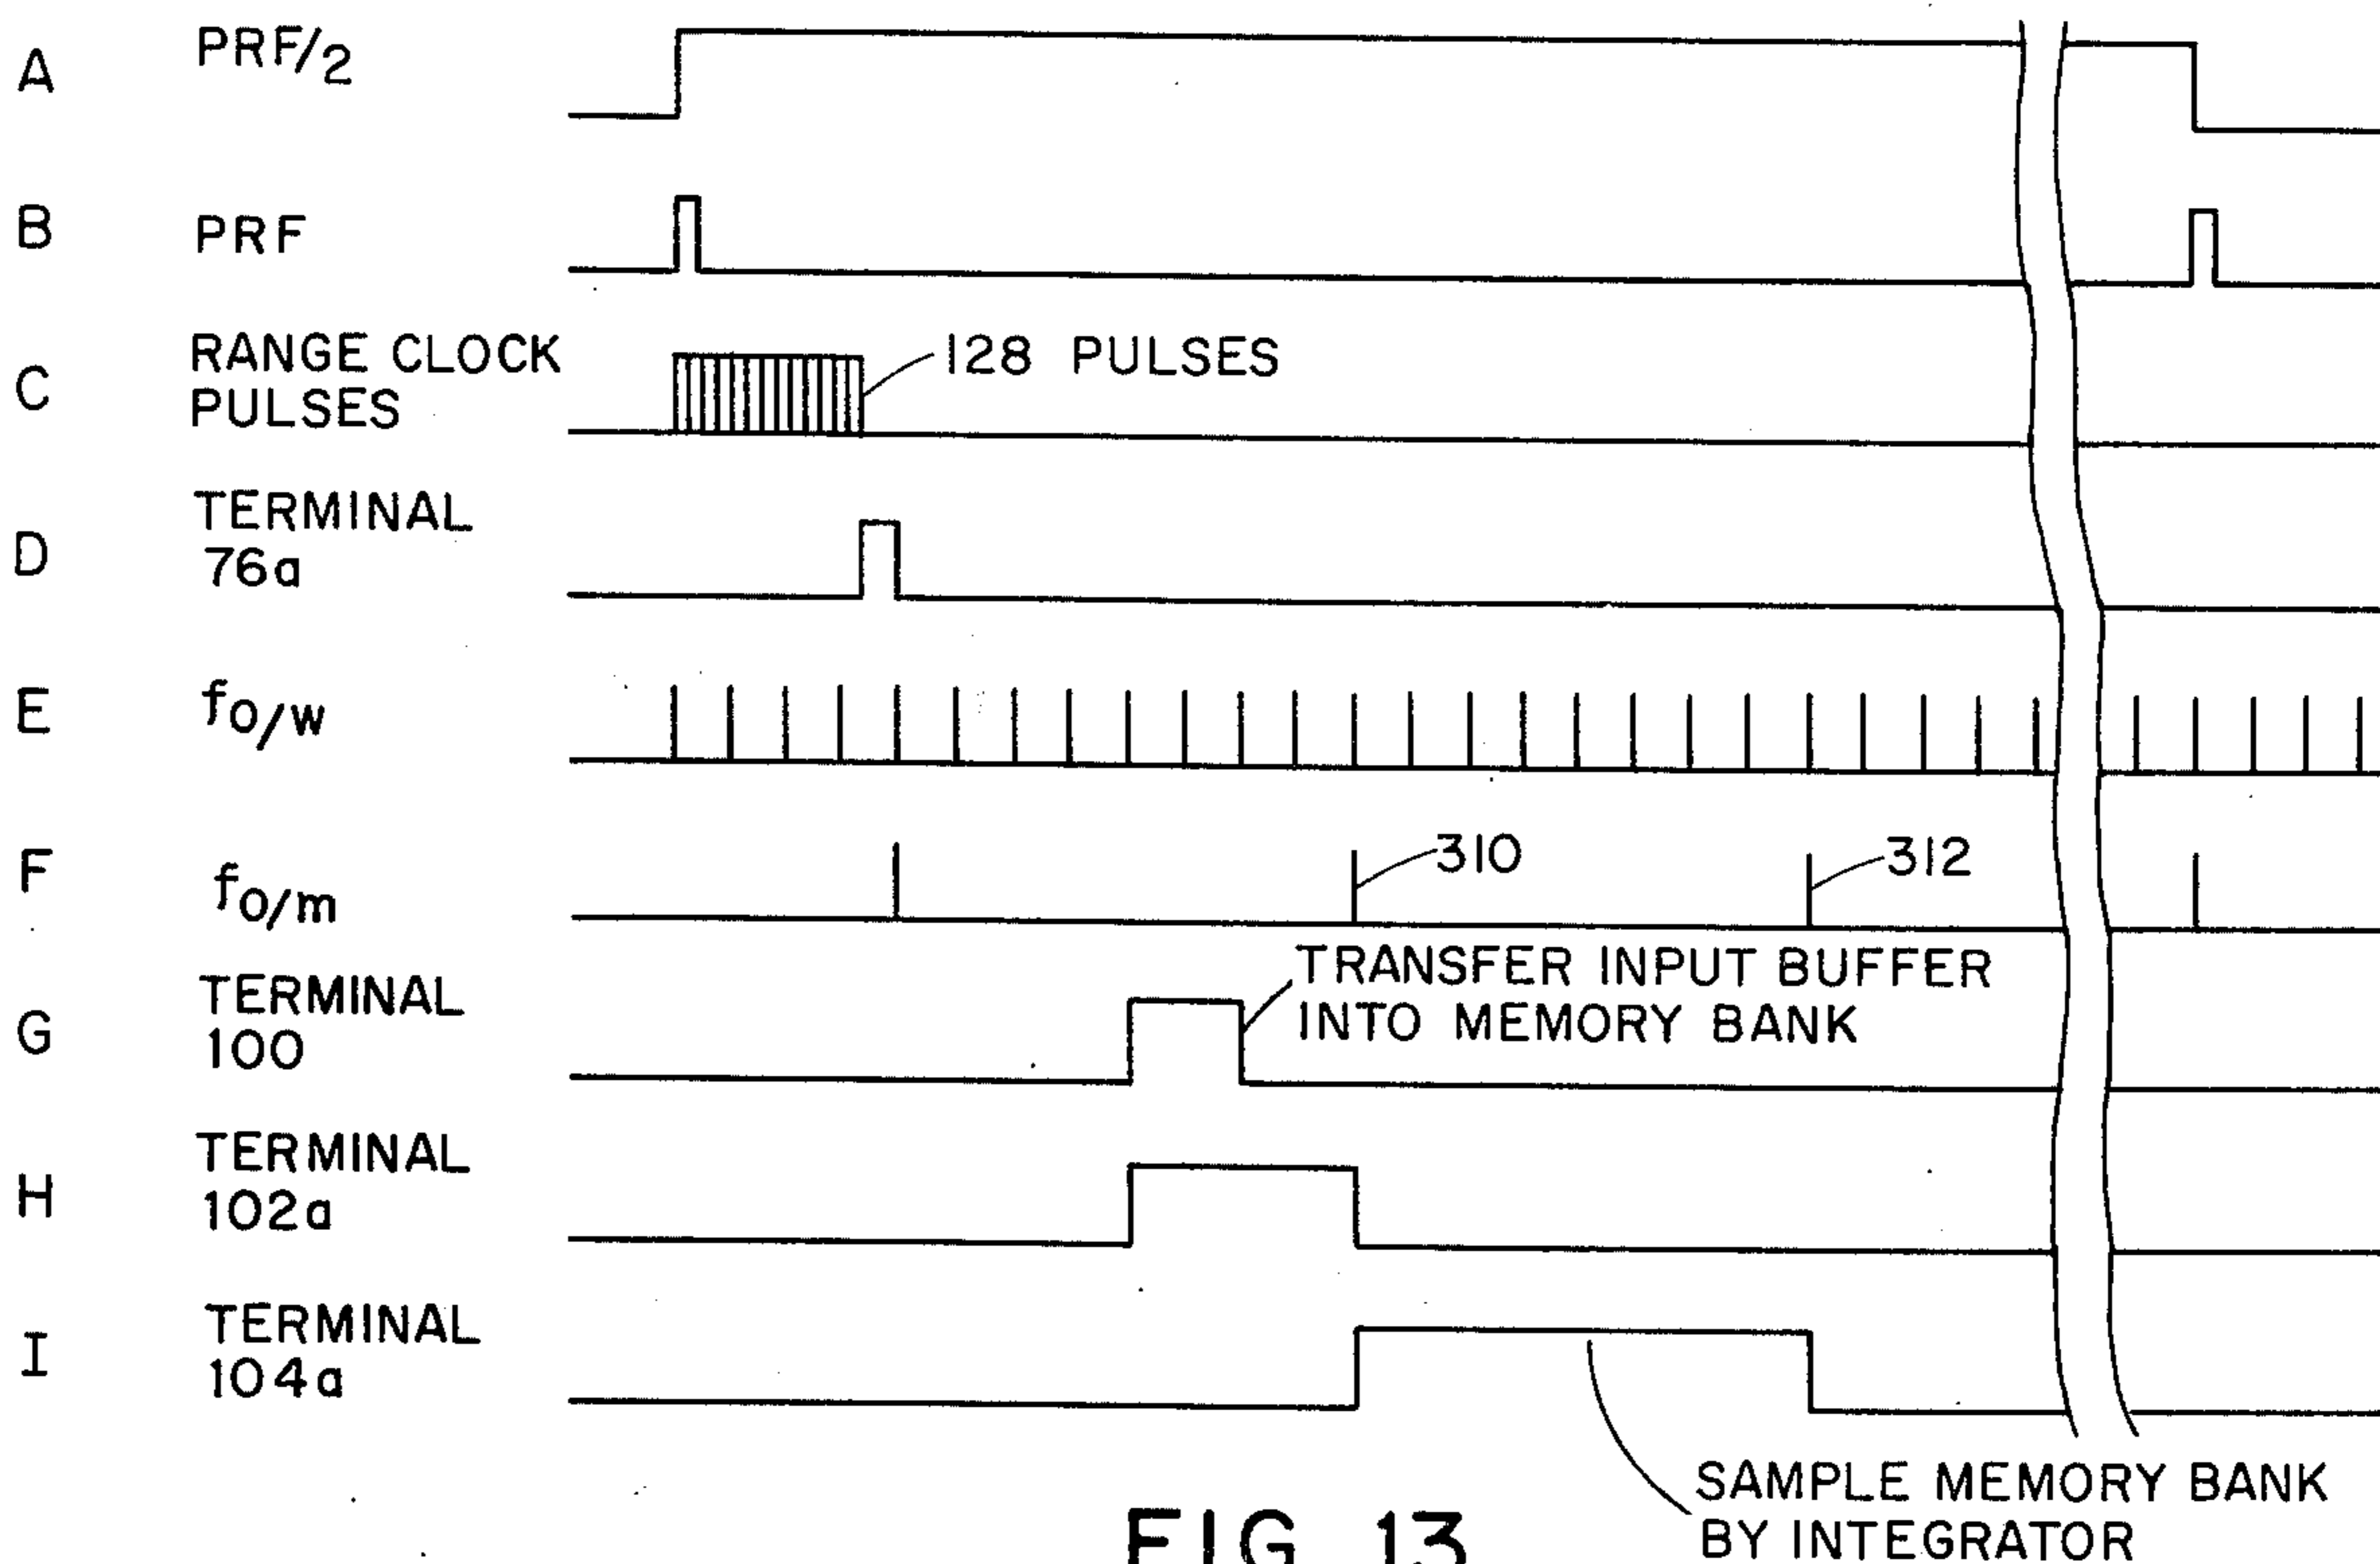 A PRF/2
B PRF
C RANGE CLOCK
PULSES
128 PULSES
D TERMINAL
76a
E fo/w
F fo/m
310
312
G TERMINAL
100
TRANSFER INPUT BUFFER
INTO MEMORY BANK
H TERMINAL
102a
I TERMINAL
104a
SAMPLE MEMORY BANK
BY INTEGRATOR
FIG 13